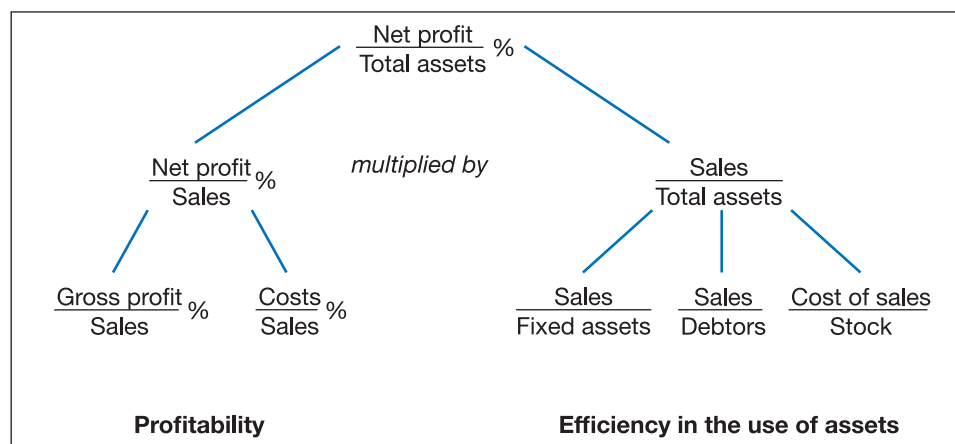 Net profit
Total assets
%
Net profit
Sales
%
multiplied by
Sales
Total assets
Gross profit
Sales
%
Costs
Sales
%
Sales
Fixed assets
Sales
Debtors
Cost of sales
Stock
Profitability
Efficiency in the use of assets